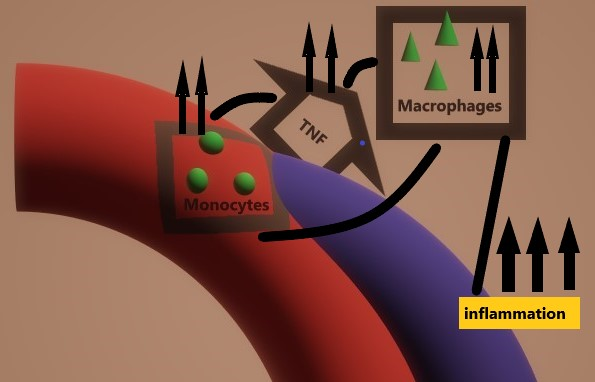 Macrophages
TNF
Monocytes
inflammation